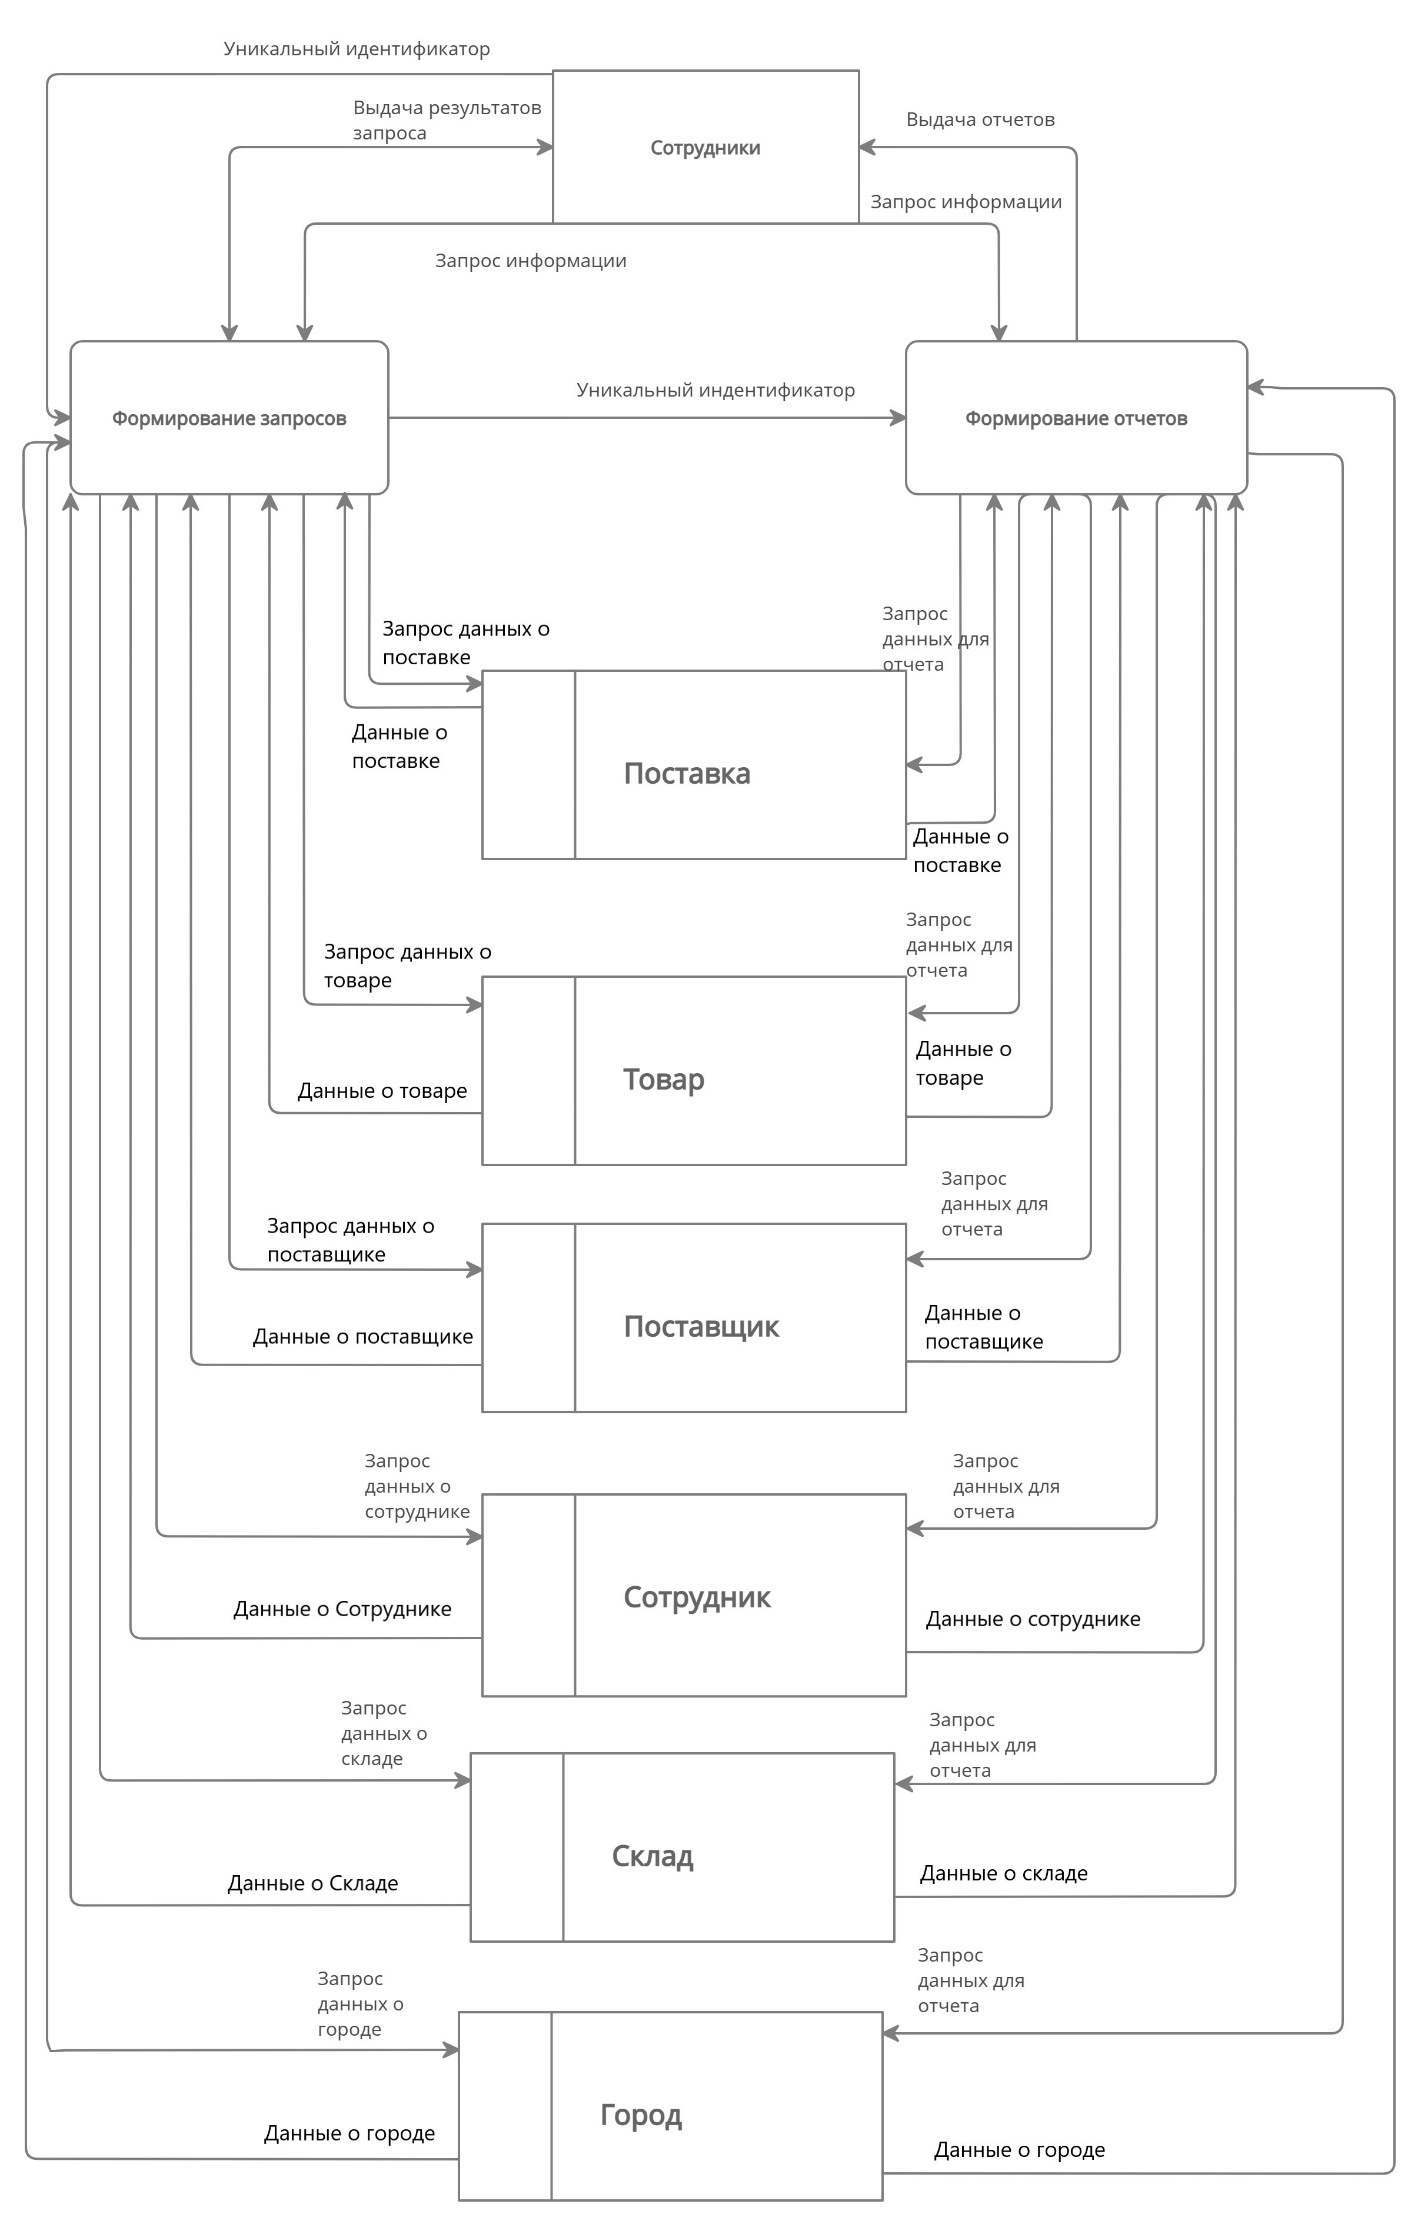 Уникальный идентификатор
Выдача результатов
запроса
Сотрудники
Выдача отчетов
Запрос информации
Запрос информации
Формирование запросов
Уникальный индентификатор
Формирование отчетов
Запрос данных о
поставке
Запрос
данных для
отчета
Данные о
поставке
Поставка
Данные о
поставке
Запрос данных о
товаре
Запрос
данных для
отчета
Данные о товаре
Товар
Данные о
товаре
Запрос данных о
поставщике
Запрос
данных для
отчета
Данные о поставщике
Поставщик
Данные о
поставщике
Запрос
данных о
сотруднике
Запрос
данных для
отчета
Данные о Сотруднике
Сотрудник
Данные о сотруднике
Запрос
данных о
складе
Запрос
данных для
отчета
Данные о Складе
Склад
Данные о складе
Запрос
данных о
городе
Запрос
данных для
отчета
Данные о городе
Город
Данные о городе